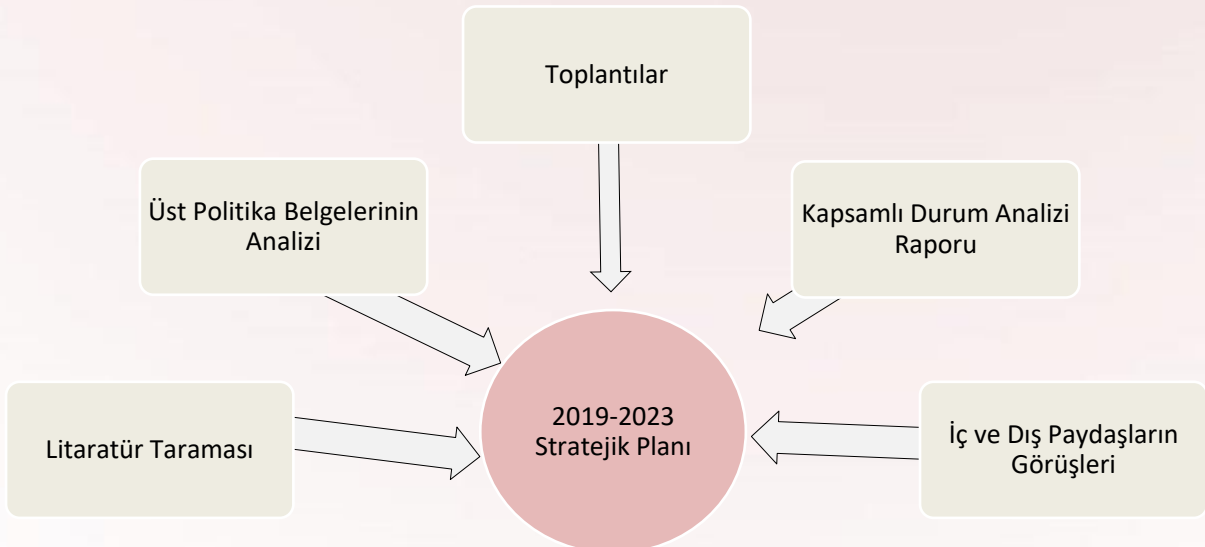 Toplantılar
Üst Politika Belgelerinin
Analizi
Kapsamlı Durum Analizi
Raporu
Litaratür Taraması
2019-2023
Stratejik Planı
İç ve Dış Paydaşların
Görüşleri